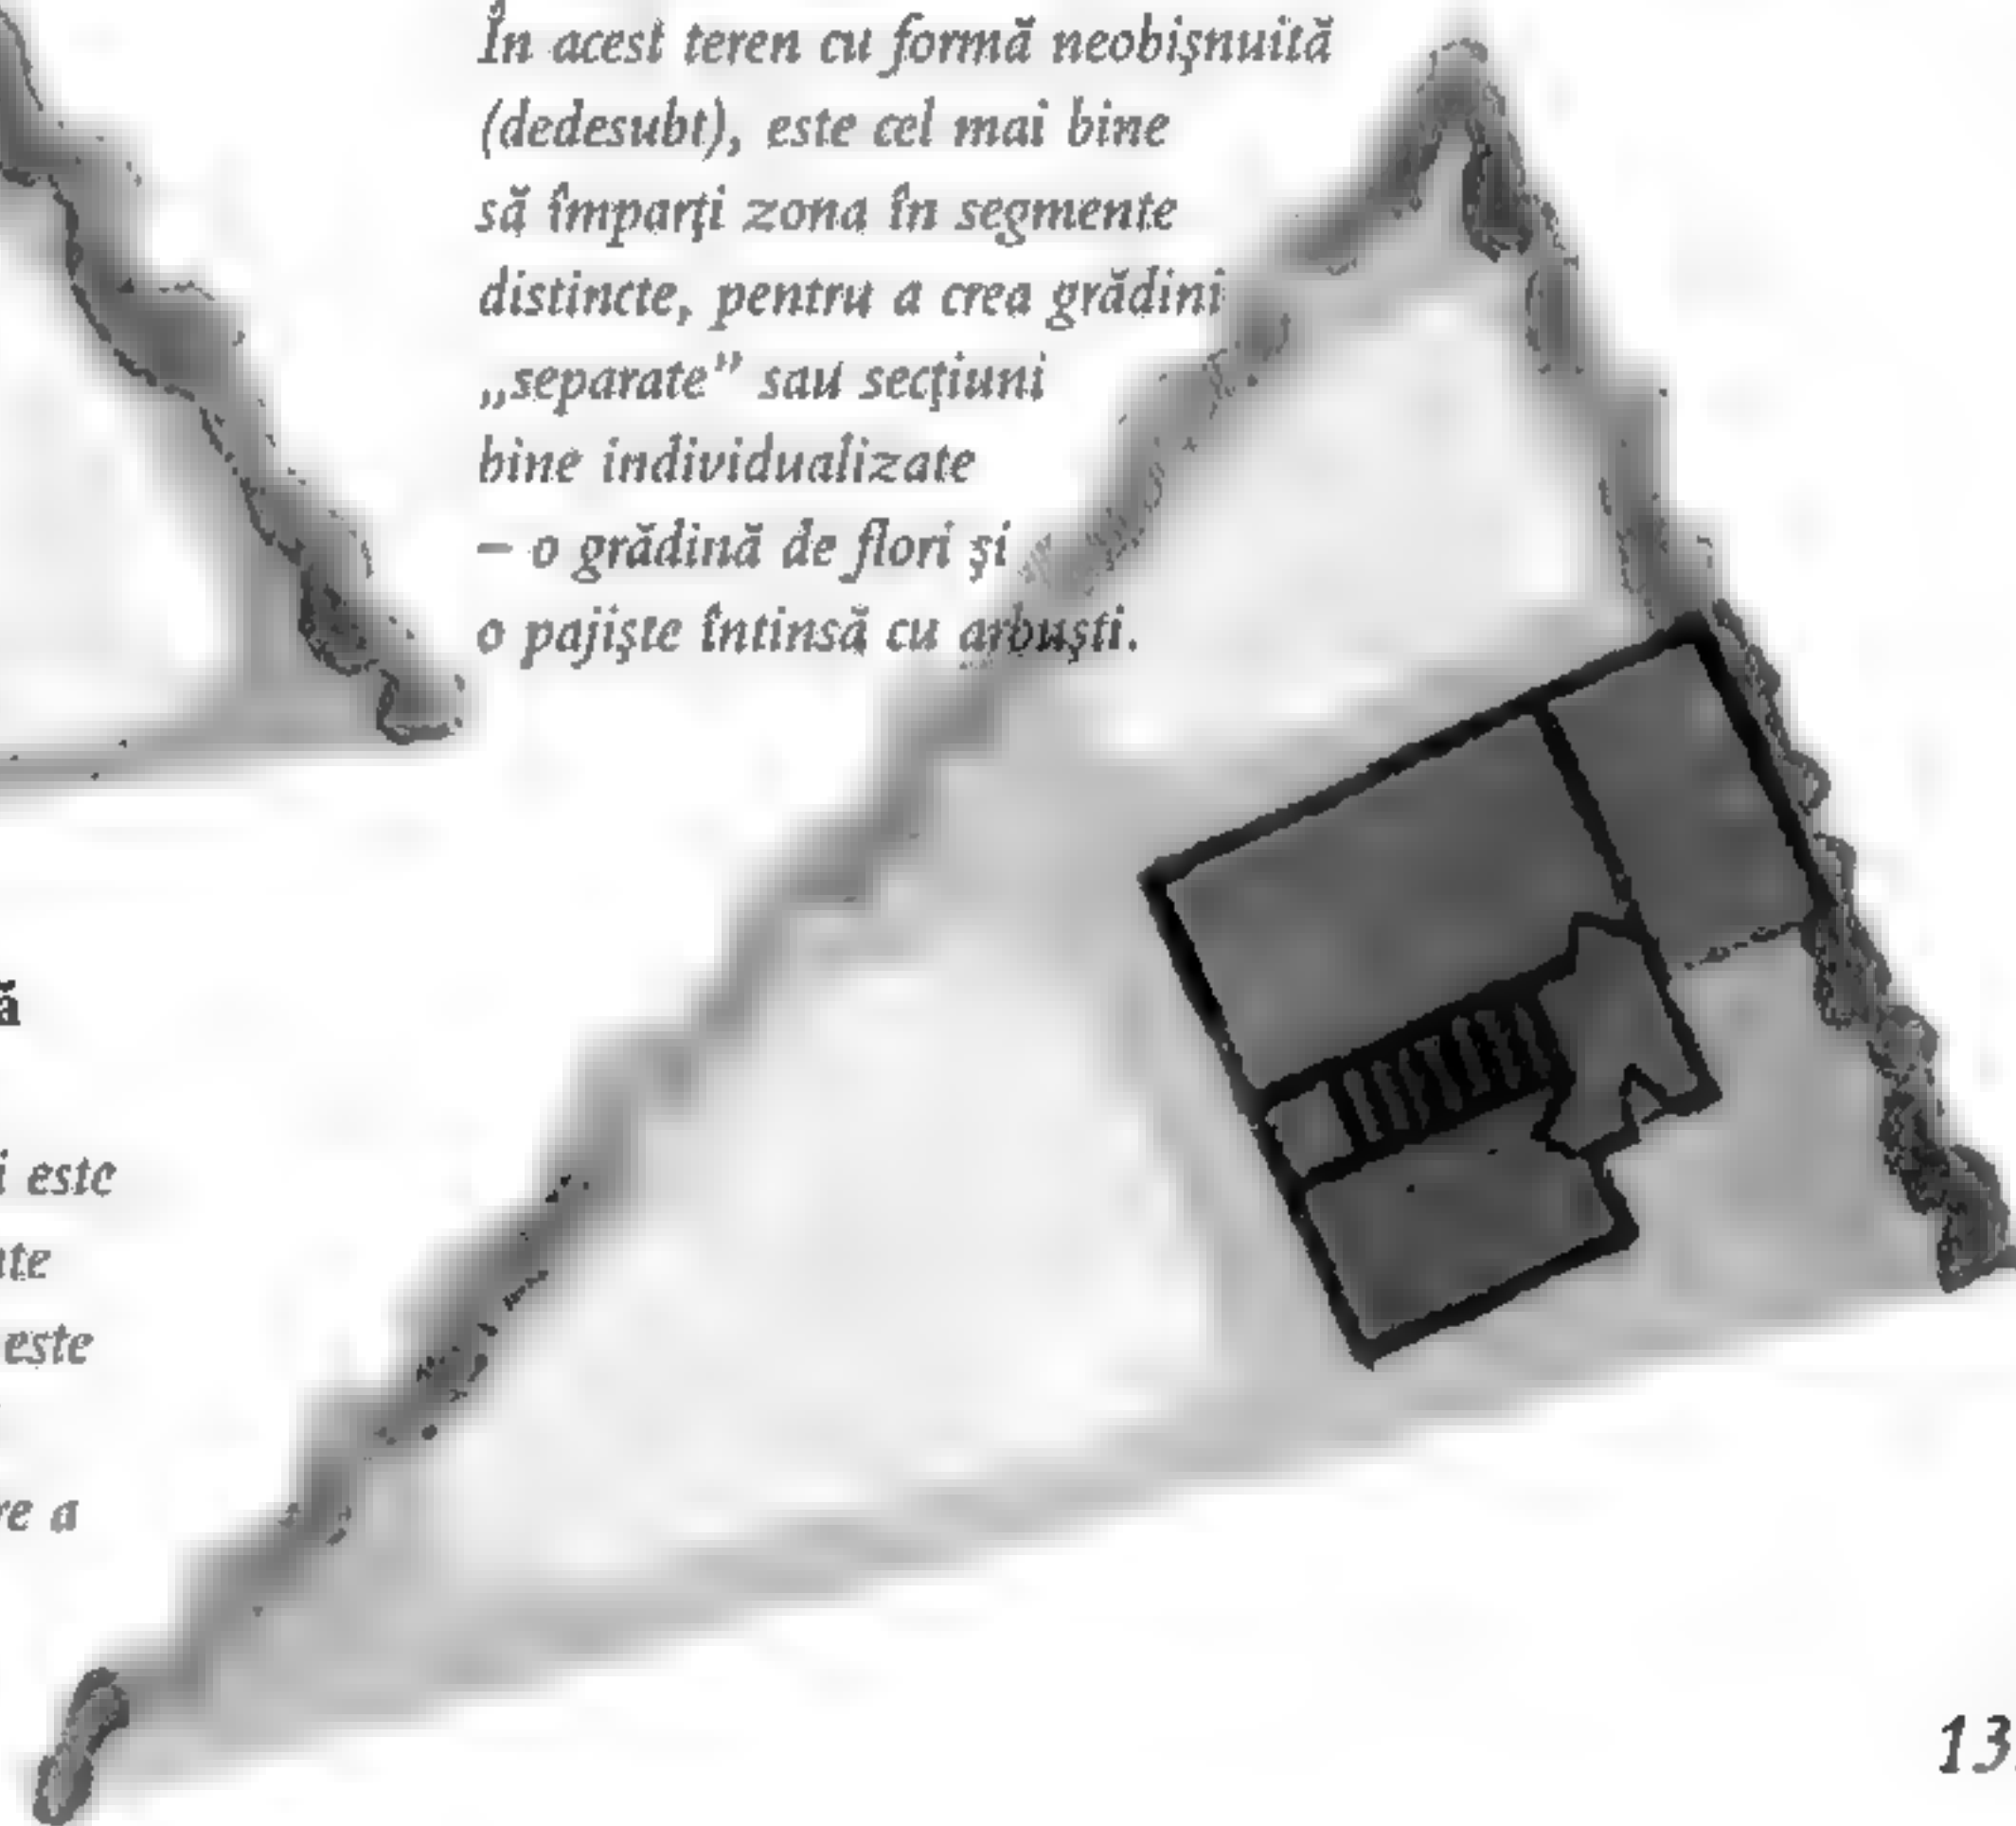 În acest teren cu formă neobişnuită
(dedesubt), este cel mai bine
să împarţi zona în segmente
distincte, pentru a crea grădini
„separate” sau secţiuni
bine individualizate
– o grădină de flori şi
o pajişte întinsă cu arbuşti.
ă
i este
te
este
re a
13